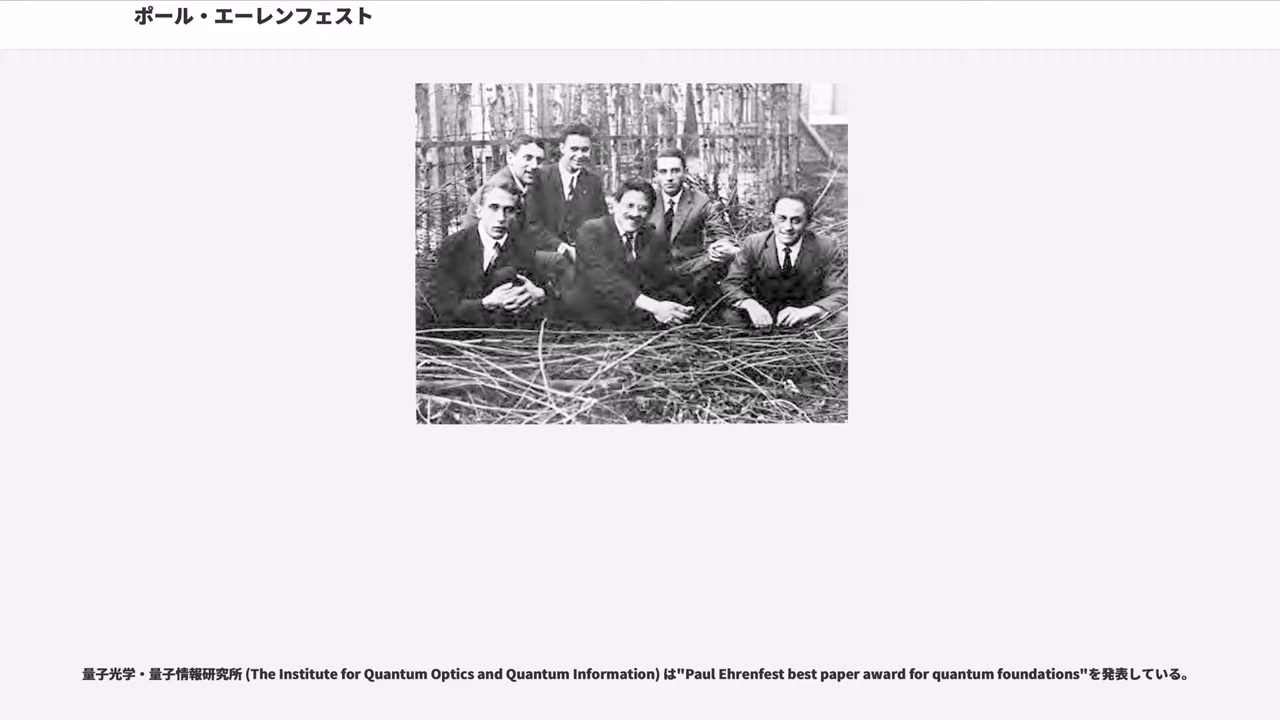 ポール・エーレンフェスト
量子光学・量子情報研究所 (The Institute for Quantum Optics and Quantum Information) は"Paul Ehrenfest best paper award for quantum foundations"を発表している。